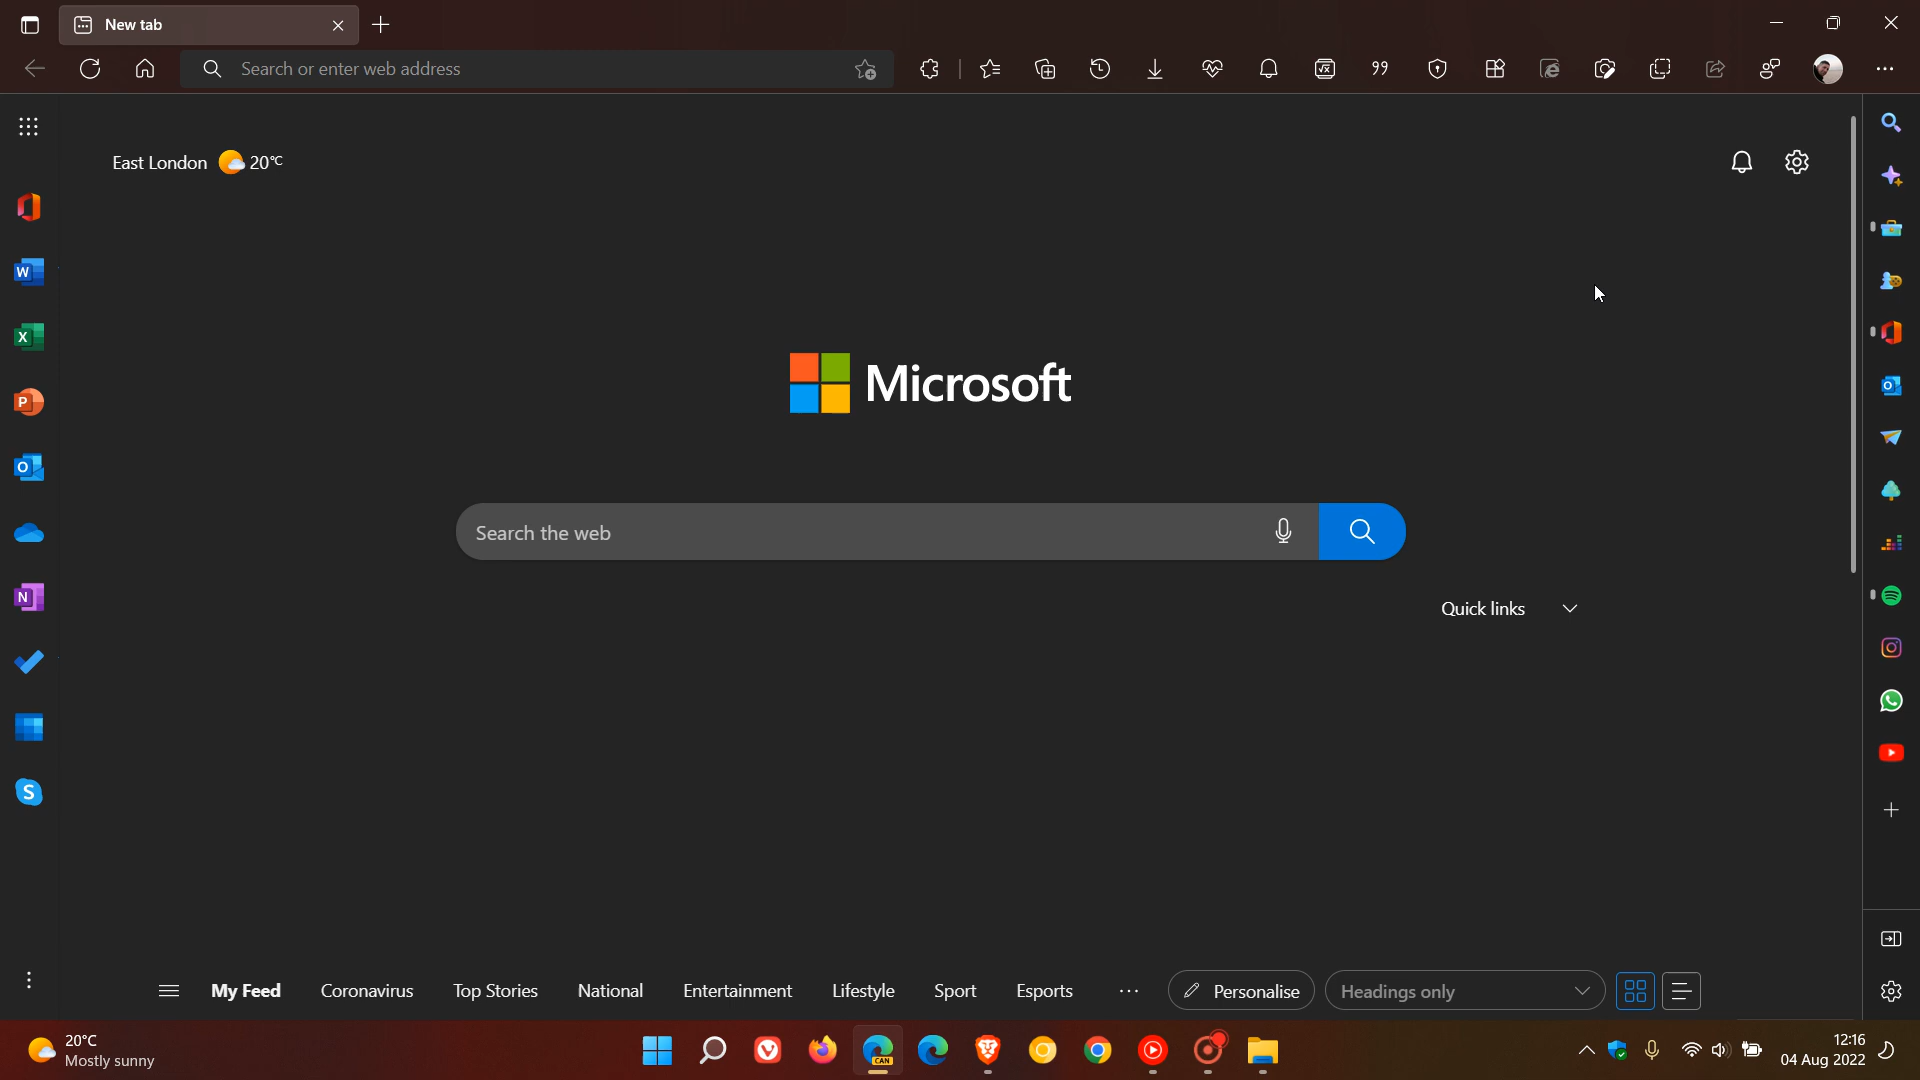 New tab
Search or enter web address
East London 20°C
Microsoft
Search the web
Quick links
My Feed Coronavirus Top Stories National Entertainment Lifestyle Sport Esports ... Personalise Headings only
20°C
Mostly sunny
CAN
12:16
04 Aug 2022